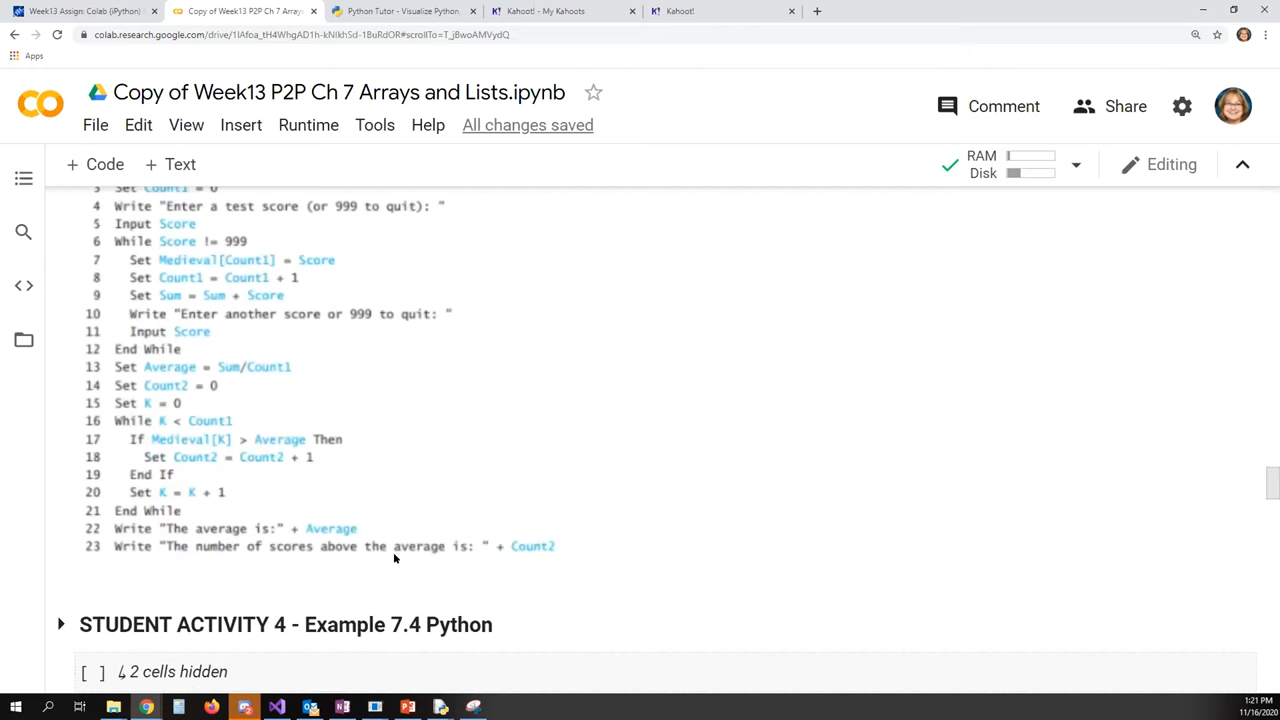 Week13 Assign: Colab (iPython)
Copy of Week13 P2P Ch 7 Arrays
Python Tutor - Visualize Python,
Kahoot! - My Kahoots
Kahoot!
colab.research.google.com/drive/1IAfoa_tH4WhgAD1h-kNIkhSd-1BuRdOR#scrollTo=T_jBwoAMVydQ
Apps
Copy of Week13 P2P Ch 7 Arrays and Lists.ipynb
Comment
Share
File Edit View Insert Runtime Tools Help All changes saved
+ Code + Text
RAM
Disk
Editing
3 Set Count1 = 0
4 Write "Enter a test score (or 999 to quit): "
5 Input Score
6 While Score != 999
7 Set Medieval[Count1] = Score
8 Set Count1 = Count1 + 1
9 Set Sum = Sum + Score
10 Write "Enter another score or 999 to quit: "
11 Input Score
12 End While
13 Set Average = Sum/Count1
14 Set Count2 = 0
15 Set K = 0
16 While K < Count1
17 If Medieval[K] > Average Then
18 Set Count2 = Count2 + 1
19 End If
20 Set K = K + 1
21 End While
22 Write "The average is:" + Average
23 Write "The number of scores above the average is: " + Count2
STUDENT ACTIVITY 4 - Example 7.4 Python
[ ] ↳ 2 cells hidden
1:21 PM
11/16/2020